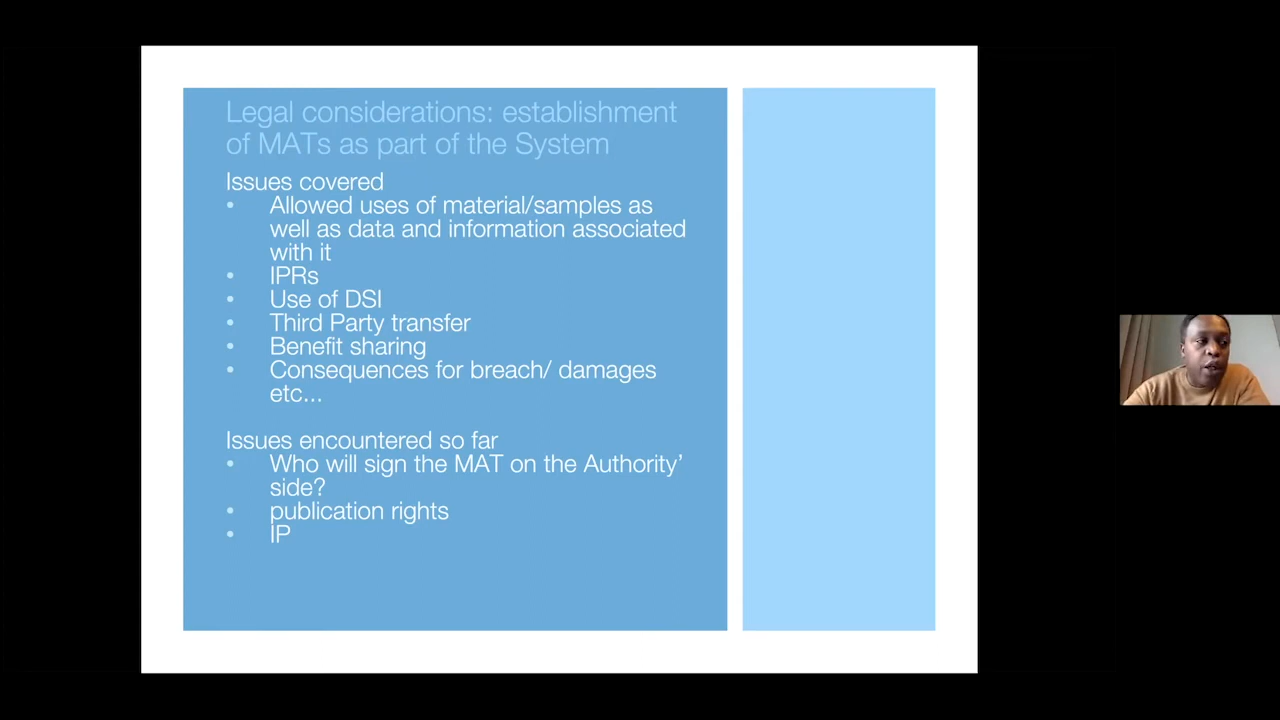 Legal considerations: establishment
of MATs as part of the System
Issues covered
• Allowed uses of material/samples as
well as data and information associated
with it
• IPRs
• Use of DSI
• Third Party transfer
• Benefit sharing
• Consequences for breach/ damages
etc...
Issues encountered so far
• Who will sign the MAT on the Authority’
side?
• publication rights
• IP